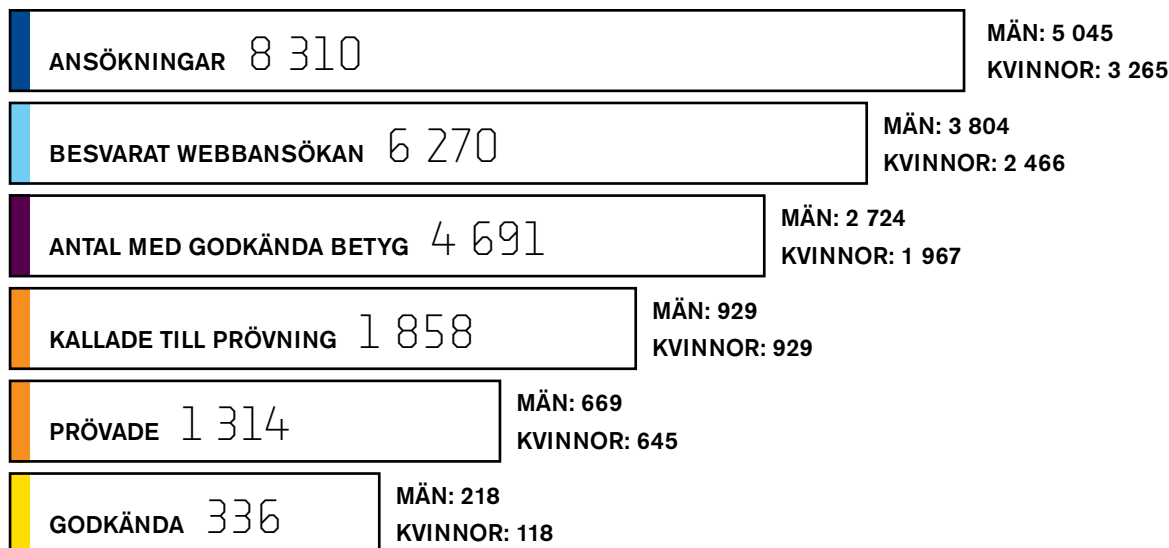 ANSÖKNINGAR 8 310
MÄN: 5 045
KVINNOR: 3 265
BESVARAT WEBBANSÖKAN 6 270
MÄN: 3 804
KVINNOR: 2 466
ANTAL MED GODKÄNDA BETYG 4 691
MÄN: 2 724
KVINNOR: 1 967
KALLADE TILL PRÖVNING 1 858
MÄN: 929
KVINNOR: 929
PRÖVADE 1 314
MÄN: 669
KVINNOR: 645
GODKÄNDA 336
MÄN: 218
KVINNOR: 118